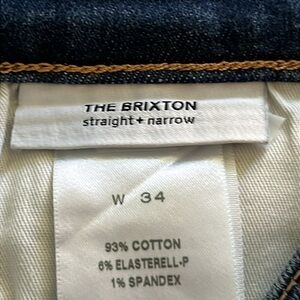 THE BRIXTON
straight + narrow
W 34
93% COTTON
6% ELASTERELL-P
1% SPANDEX